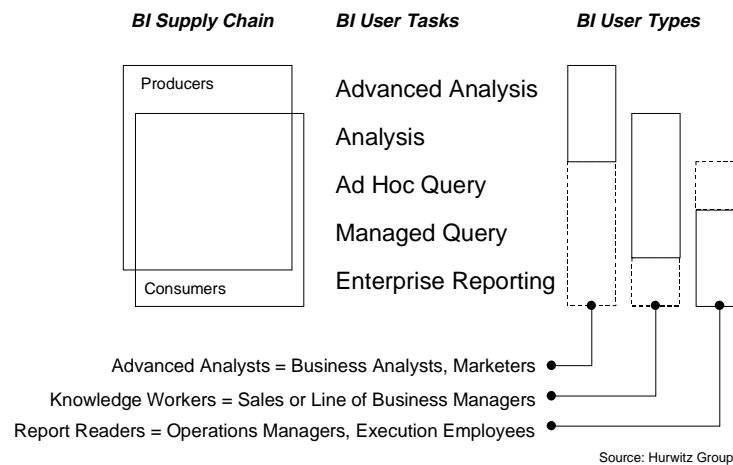 BI Supply Chain BI User Tasks BI User Types
Producers
Advanced Analysis
Analysis
Ad Hoc Query
Managed Query
Enterprise Reporting
Consumers
Advanced Analysts = Business Analysts, Marketers
Knowledge Workers = Sales or Line of Business Managers
Report Readers = Operations Managers, Execution Employees
Source: Hurwitz Group